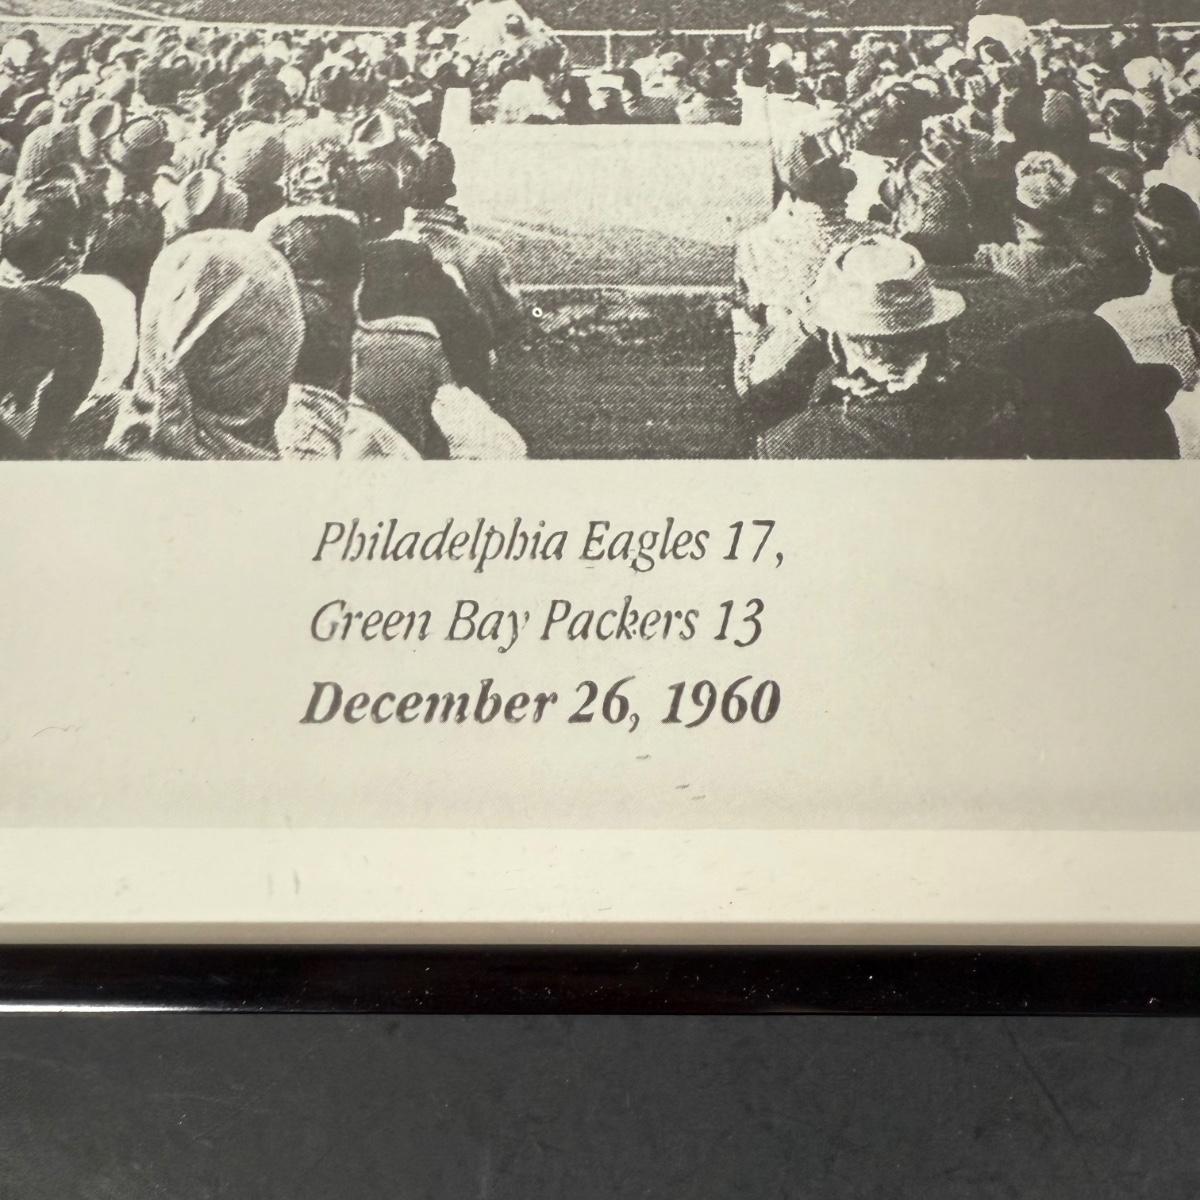 Philadelphia Eagles 17,
Green Bay Packers 13
December 26, 1960